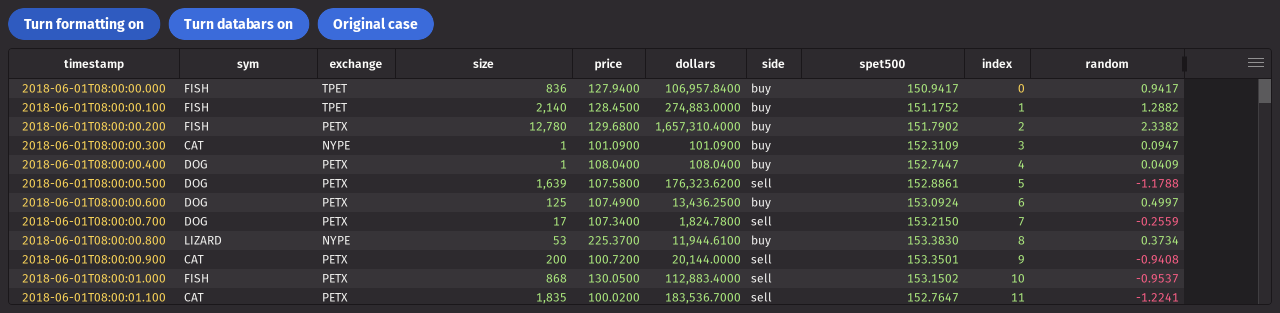 Turn formatting on Turn databars on Original case
timestamp sym exchange size price dollars side spet500 index random
2018-06-01T08:00:00.000 FISH TPET 836 127.9400 106,957.8400 buy 150.9417 0 0.9417
2018-06-01T08:00:00.100 FISH TPET 2,140 128.4500 274,883.0000 buy 151.1752 1 1.2882
2018-06-01T08:00:00.200 FISH PETX 12,780 129.6800 1,657,310.4000 buy 151.7902 2 2.3382
2018-06-01T08:00:00.300 CAT NYPE 1 101.0900 101.0900 buy 152.3109 3 0.0947
2018-06-01T08:00:00.400 DOG PETX 1 108.0400 108.0400 buy 152.7447 4 0.0409
2018-06-01T08:00:00.500 DOG PETX 1,639 107.5800 176,323.6200 sell 152.8861 5 -1.1788
2018-06-01T08:00:00.600 DOG PETX 125 107.4900 13,436.2500 buy 153.0924 6 0.4997
2018-06-01T08:00:00.700 DOG PETX 17 107.3400 1,824.7800 sell 153.2150 7 -0.2559
2018-06-01T08:00:00.800 LIZARD NYPE 53 225.3700 11,944.6100 buy 153.3830 8 0.3734
2018-06-01T08:00:00.900 CAT PETX 200 100.7200 20,144.0000 sell 153.3501 9 -0.9408
2018-06-01T08:00:01.000 FISH PETX 868 130.0500 112,883.4000 sell 153.1502 10 -0.9537
2018-06-01T08:00:01.100 CAT PETX 1,835 100.0200 183,536.7000 sell 152.7647 11 -1.2241